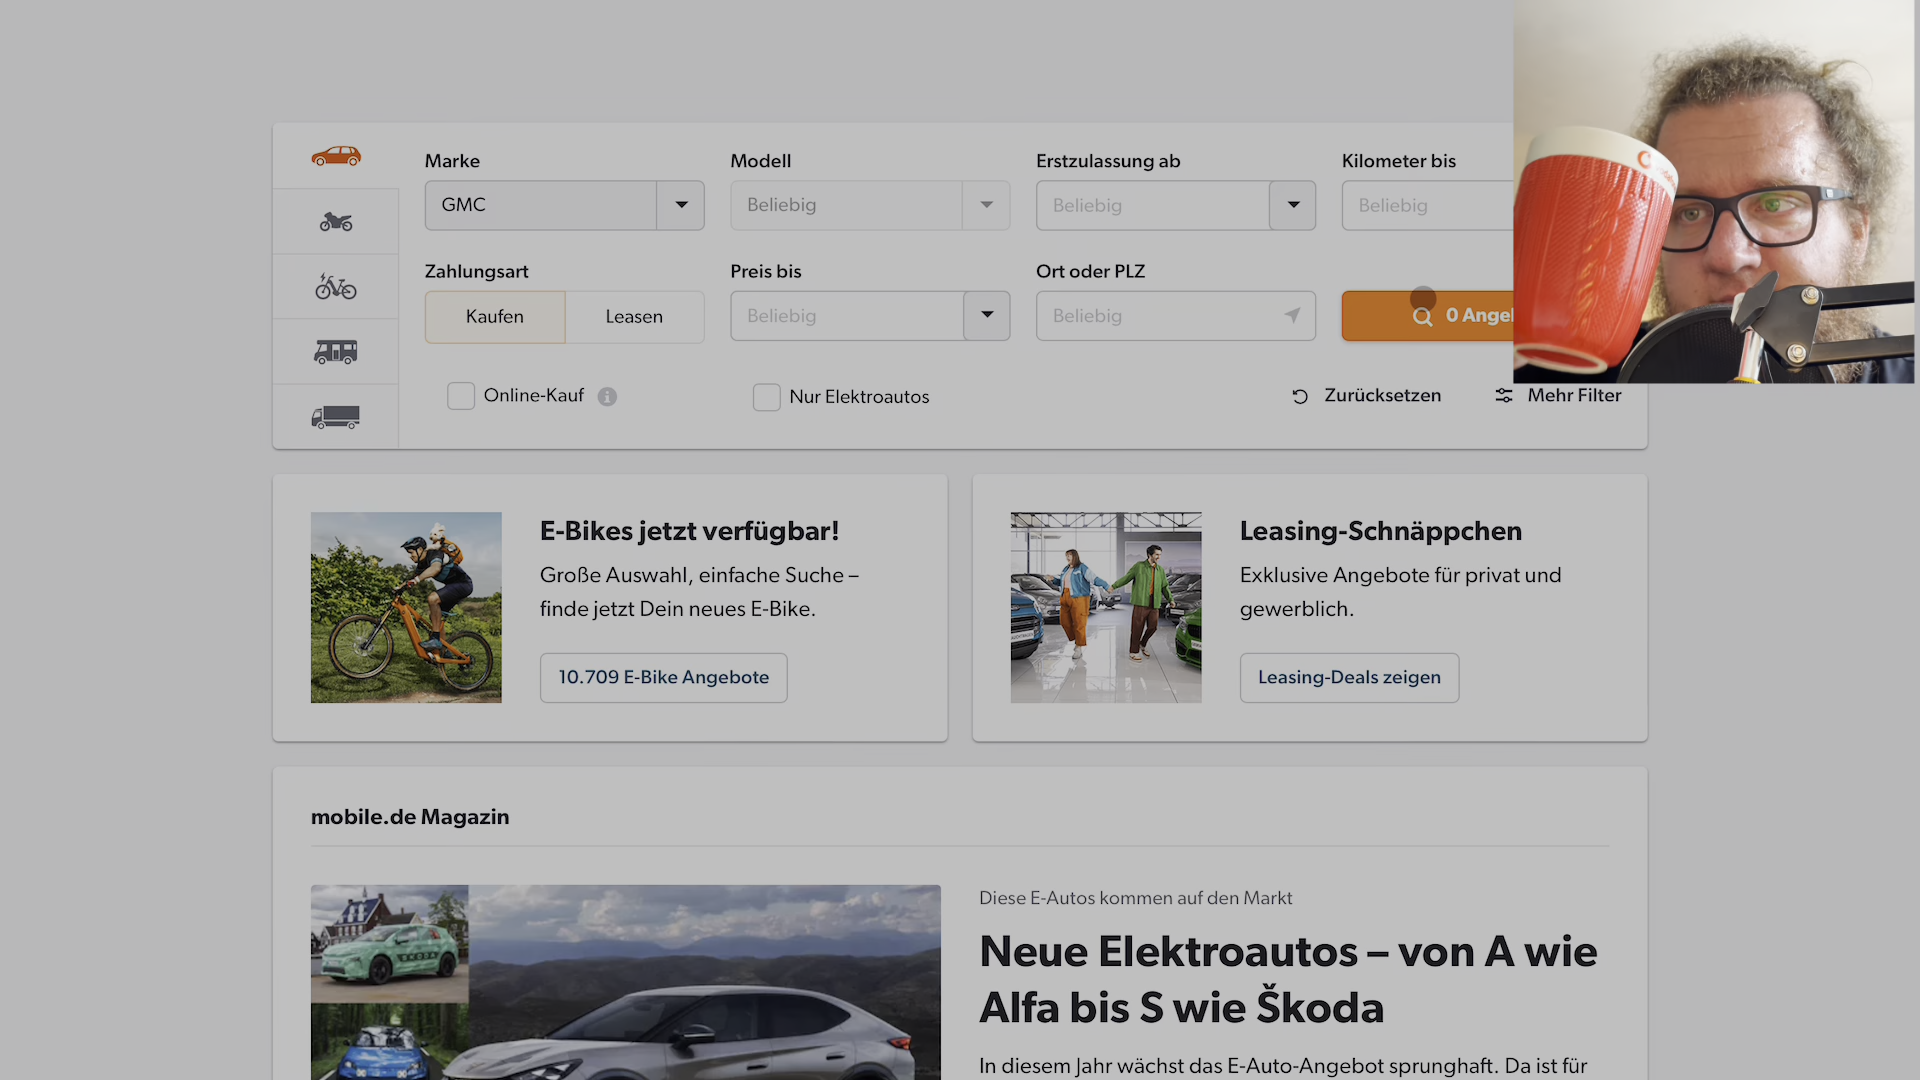 Marke
Modell
Erstzulassung ab
Kilometer bis
GMC
Beliebig
Beliebig
Beliebig
Zahlungsart
Preis bis
Ort oder PLZ
Kaufen
Leasen
Beliebig
Beliebig
0 Angel
Online-Kauf
Nur Elektroautos
Zurücksetzen
Mehr Filter
E-Bikes jetzt verfügbar!
Große Auswahl, einfache Suche –
finde jetzt Dein neues E-Bike.
10.709 E-Bike Angebote
Leasing-Schnäppchen
Exklusive Angebote für privat und
gewerblich.
Leasing-Deals zeigen
mobile.de Magazin
SKODA
Diese E-Autos kommen auf den Markt
Neue Elektroautos – von A wie
Alfa bis S wie Škoda
In diesem Jahr wächst das E-Auto-Angebot sprunghaft. Da ist für